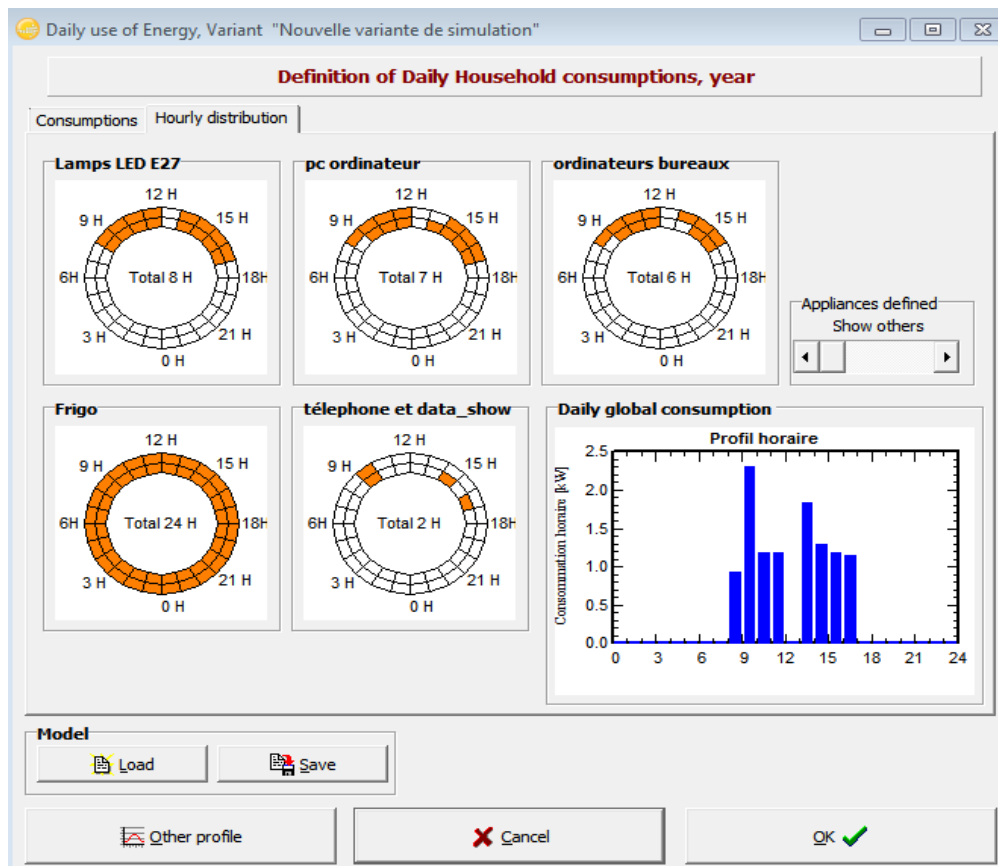 Daily use of Energy, Variant "Nouvelle variante de simulation"
Definition of Daily Household consumptions, year
Consumptions
Hourly distribution
Lamps LED E27
12 H
9 H
15 H
6H
Total 8 H
18H
3 H
21 H
0 H
pc ordinateur
12 H
9 H
15 H
6H
Total 7 H
18H
3 H
21 H
0 H
ordinateurs bureaux
12 H
9 H
15 H
6H
Total 6 H
18H
3 H
21 H
0 H
Appliances defined
Show others
Frigo
12 H
9 H
15 H
6H
Total 24 H
18H
3 H
21 H
0 H
télephone et data_show
12 H
9 H
15 H
6H
Total 2 H
18H
3 H
21 H
0 H
Daily global consumption
Profil horaire
Consommation horaire [kW]
2.5
2.0
1.5
1.0
0.5
0.0
0 3 6 9 12 15 18 21 24
Model
Load
Save
Other profile
Cancel
OK